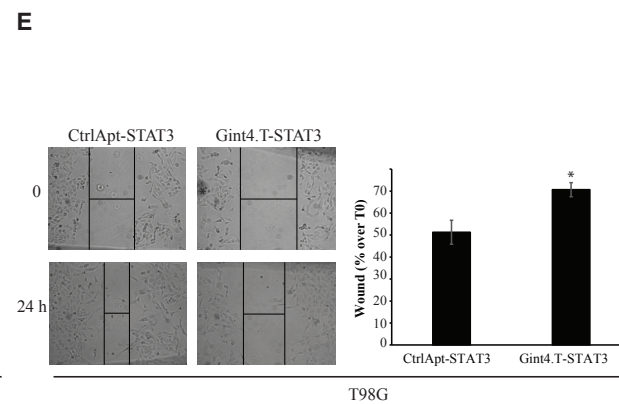 E
CtrlApt-STAT3 Gint4.T-STAT3
0
24 h
Wound (% over T0)
70
60
50
40
30
20
10
0
*
CtrlApt-STAT3 Gint4.T-STAT3
T98G